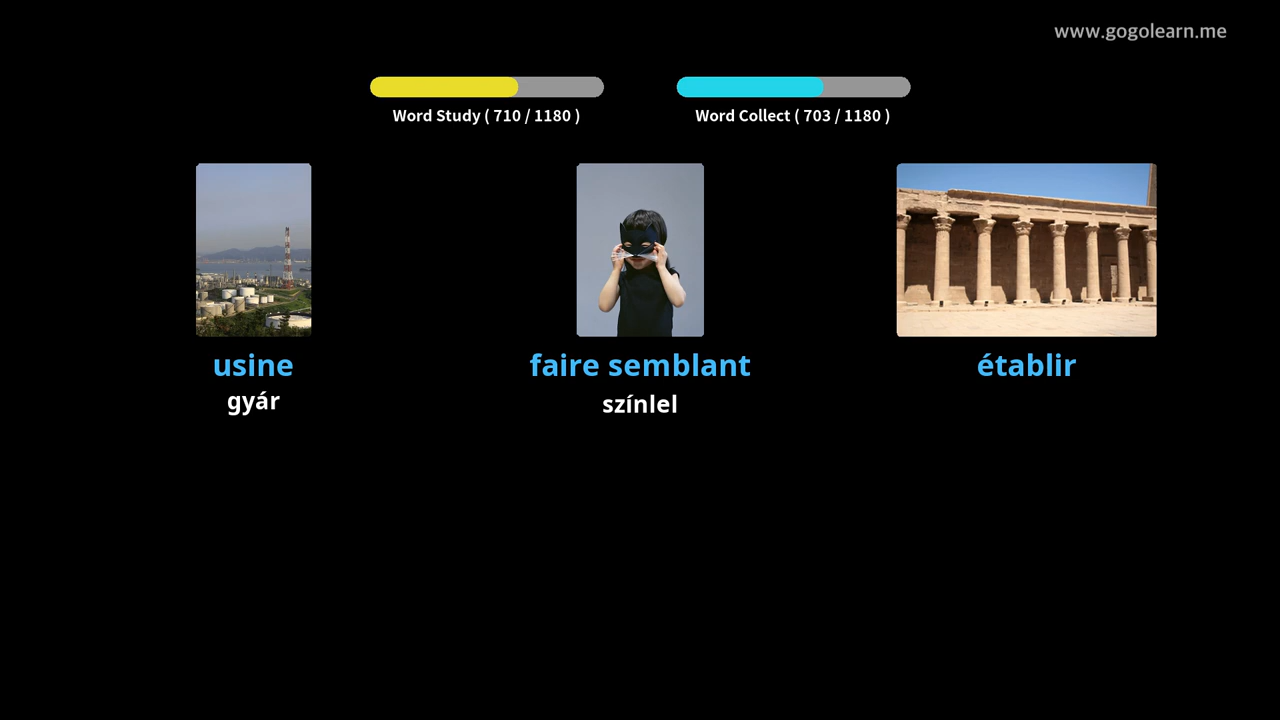 www.gogolearn.me
Word Study ( 710 / 1180 )
Word Collect ( 703 / 1180 )
usine
gyár
faire semblant
színlel
établir